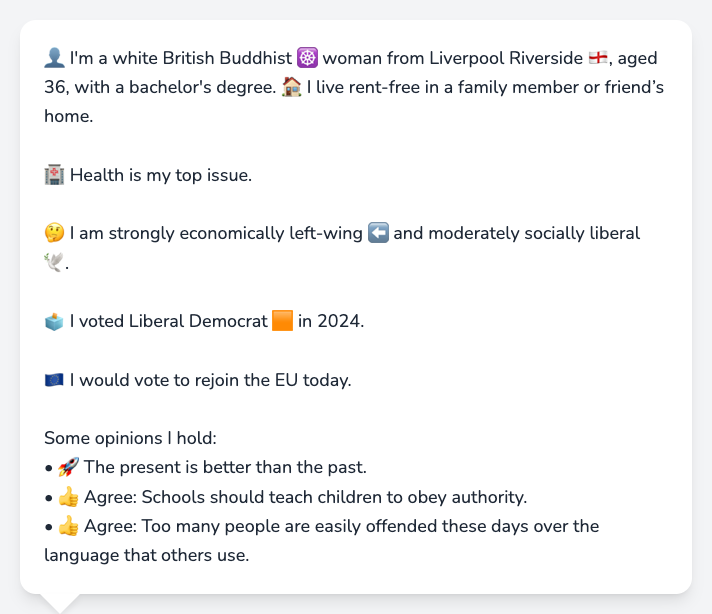 👤 I'm a white British Buddhist ☸️ woman from Liverpool Riverside 🏴󠁧󠁢󠁥󠁮󠁧󠁿, aged
36, with a bachelor's degree. 🏠 I live rent-free in a family member or friend’s
home.
🏥 Health is my top issue.
🤔 I am strongly economically left-wing ⬅️ and moderately socially liberal
🕊️.
🗳️ I voted Liberal Democrat 🟧 in 2024.
🇪🇺 I would vote to rejoin the EU today.
Some opinions I hold:
• 🚀 The present is better than the past.
• 👍 Agree: Schools should teach children to obey authority.
• 👍 Agree: Too many people are easily offended these days over the
language that others use.